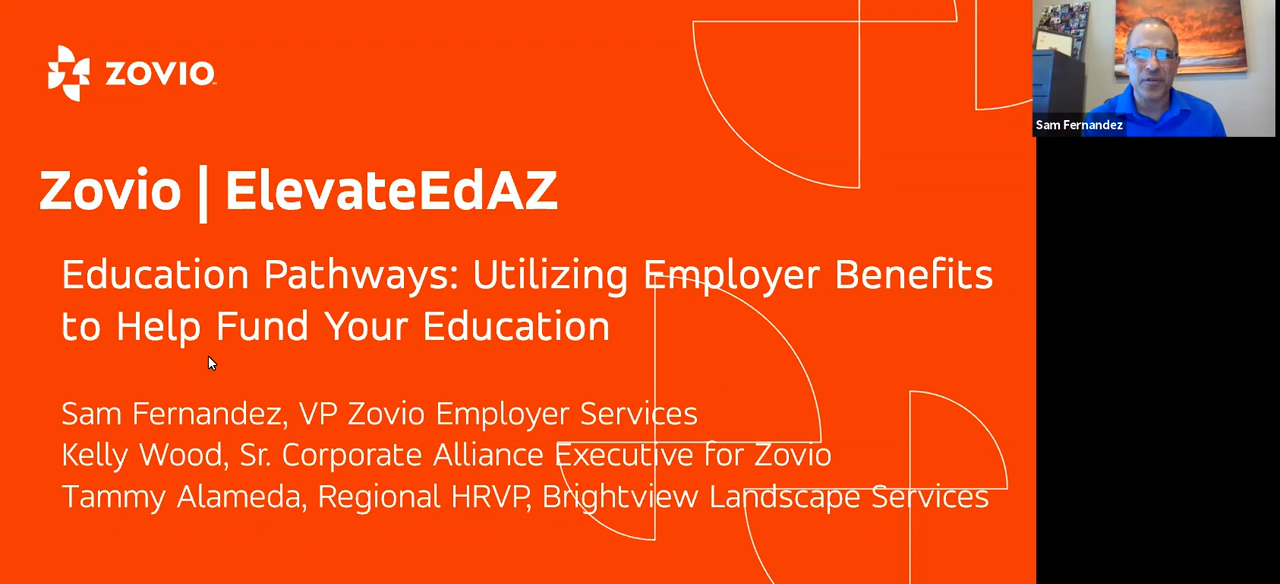 ZOVIO
Sam Fernandez
Zovio | ElevateEdAZ
Education Pathways: Utilizing Employer Benefits
to Help Fund Your Education
Sam Fernandez, VP Zovio Employer Services
Kelly Wood, Sr. Corporate Alliance Executive for Zovio
Tammy Alameda, Regional HRVP, Brightview Landscape Services